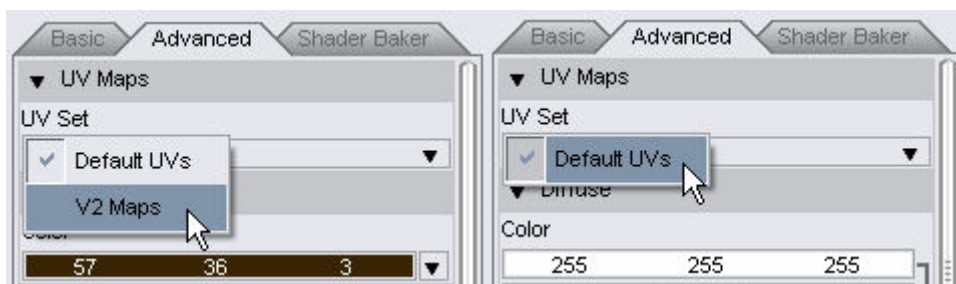 Basic Advanced Shader Baker
UV Maps
UV Set
Default UVs
V2 Maps
57 36 3
Basic Advanced Shader Baker
UV Maps
UV Set
Default UVs
Diffuse
Color
255 255 255